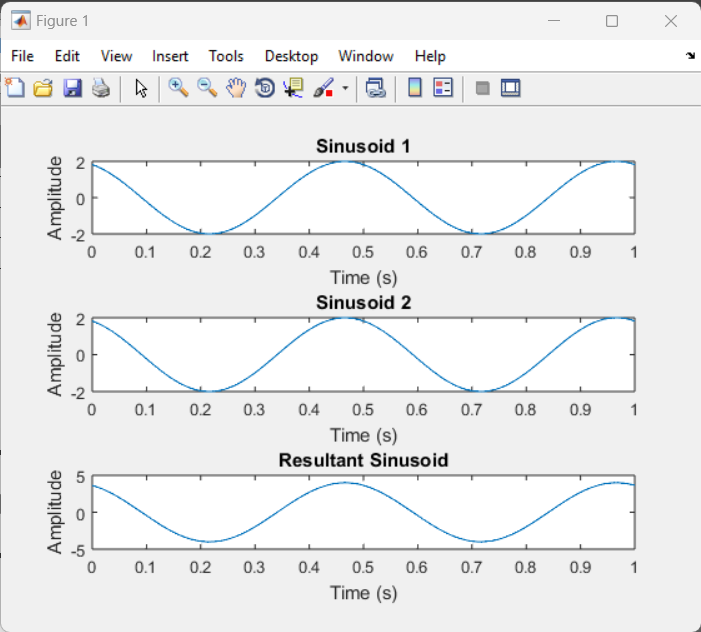 Figure 1
File Edit View Insert Tools Desktop Window Help
Sinusoid 1
Amplitude
2
0
-2
0 0.1 0.2 0.3 0.4 0.5 0.6 0.7 0.8 0.9 1
Time (s)
Sinusoid 2
Amplitude
2
0
-2
0 0.1 0.2 0.3 0.4 0.5 0.6 0.7 0.8 0.9 1
Time (s)
Resultant Sinusoid
Amplitude
5
0
-5
0 0.1 0.2 0.3 0.4 0.5 0.6 0.7 0.8 0.9 1
Time (s)